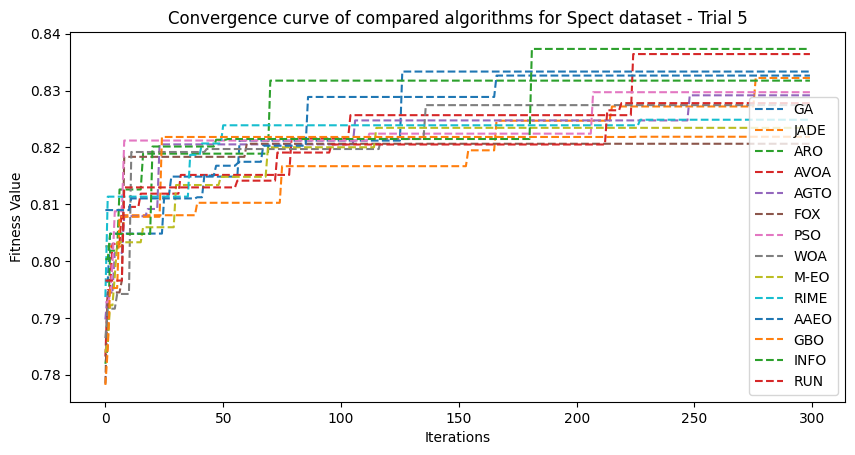 Convergence curve of compared algorithms for Spect dataset - Trial 5
Fitness Value
0.84
0.83
0.82
0.81
0.80
0.79
0.78
GA
JADE
ARO
AVOA
AGTO
FOX
PSO
WOA
M-EO
RIME
AAEO
GBO
INFO
RUN
0 50 100 150 200 250 300
Iterations